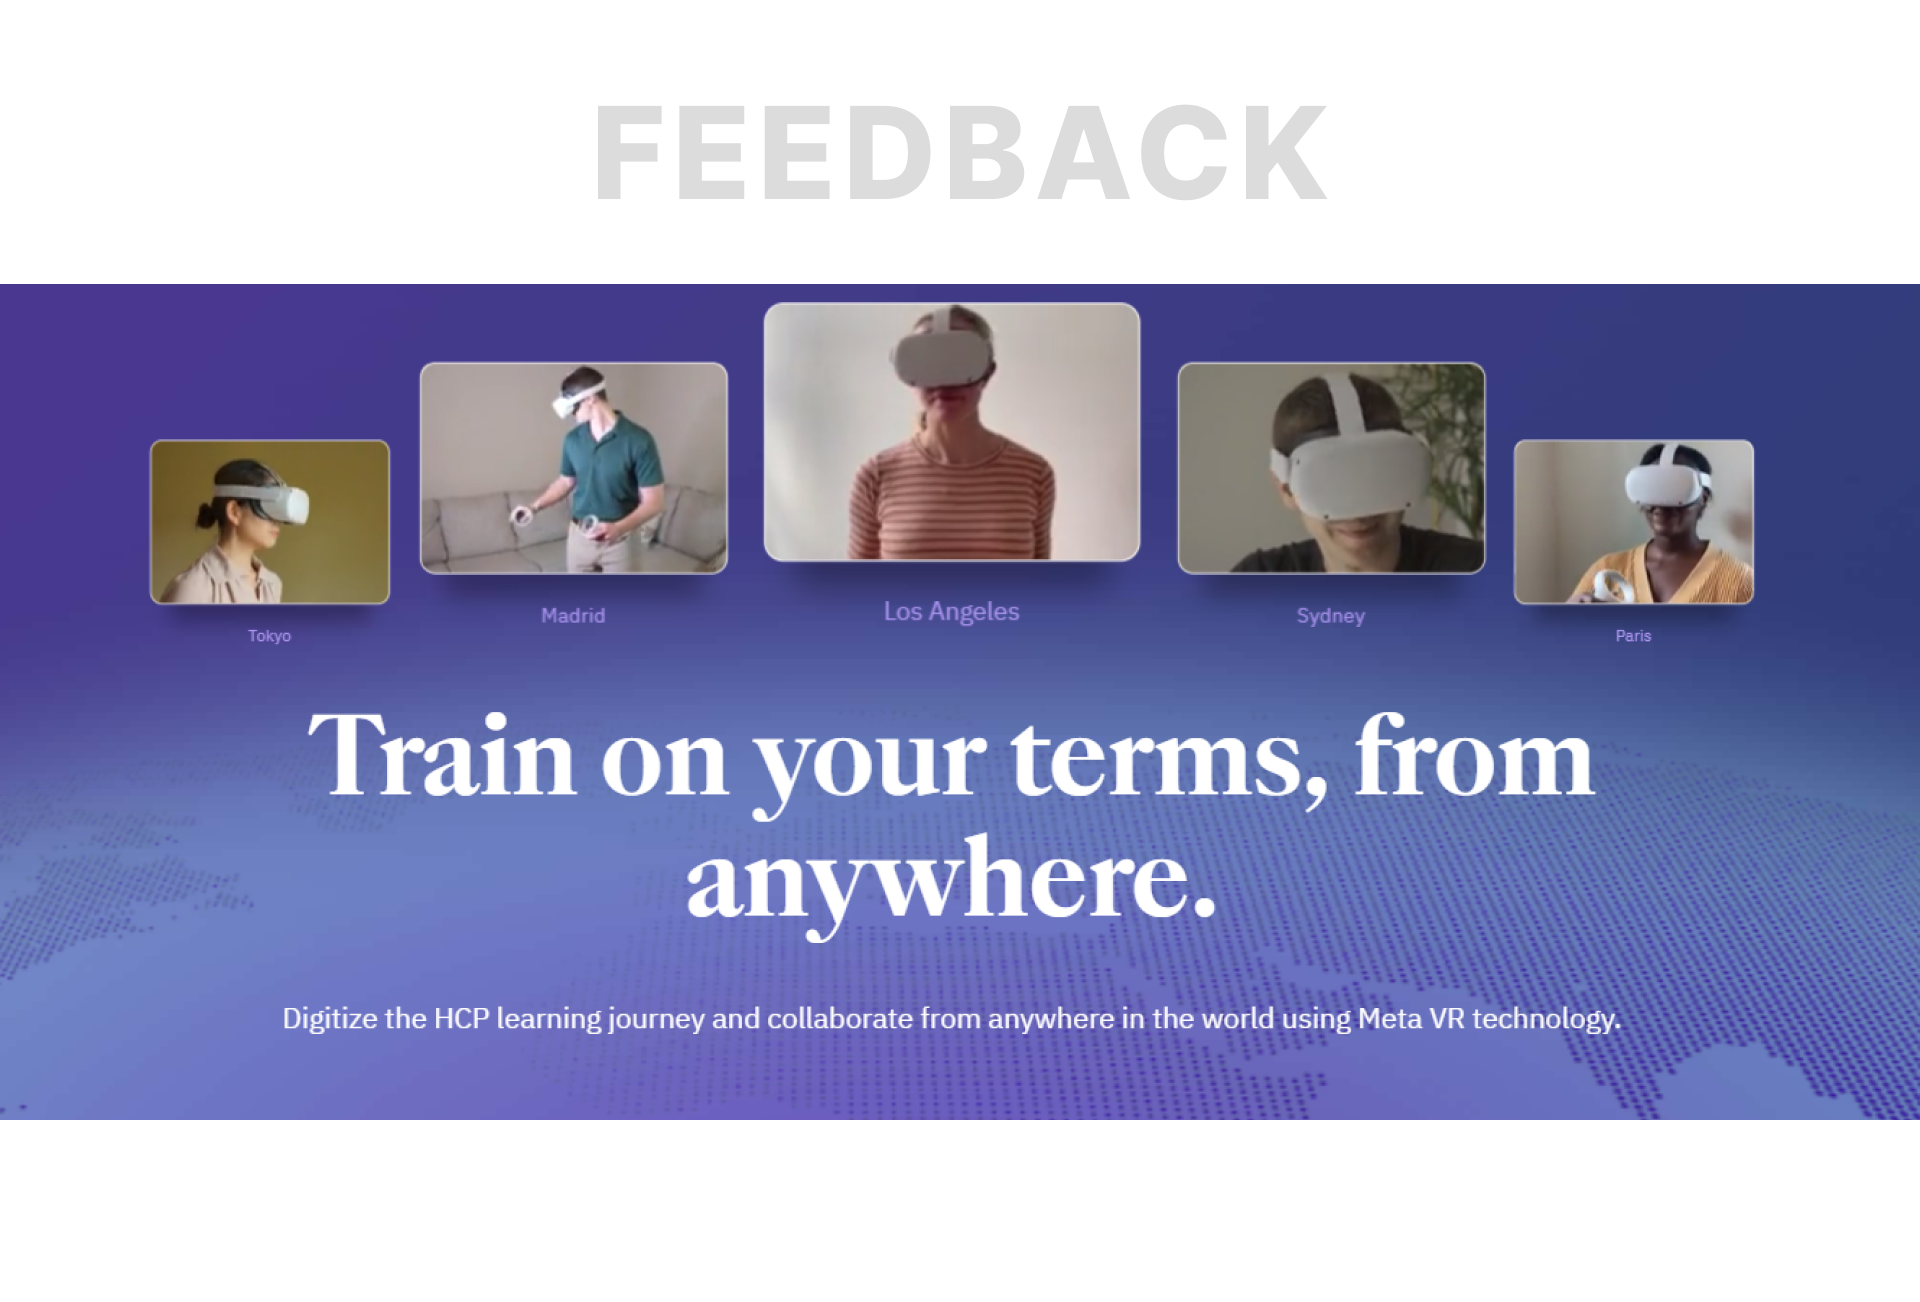 FEEDBACK
Tokyo
Madrid
Los Angeles
Sydney
Paris
Train on your terms, from
anywhere.
Digitize the HCP learning journey and collaborate from anywhere in the world using Meta VR technology.